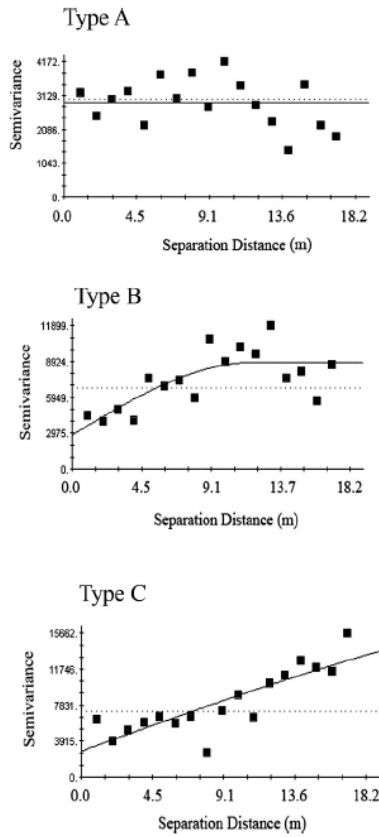 Type A
4172.
3129.
2086.
1043.
0.
0.0 4.5 9.1 13.6 18.2
Semivariance
Separation Distance (m)
Type B
11899.
8924.
5949.
2975.
0.
0.0 4.5 9.1 13.7 18.2
Semivariance
Separation Distance (m)
Type C
15662.
11746.
7831.
3915.
0.
0.0 4.5 9.1 13.6 18.2
Semivariance
Separation Distance (m)